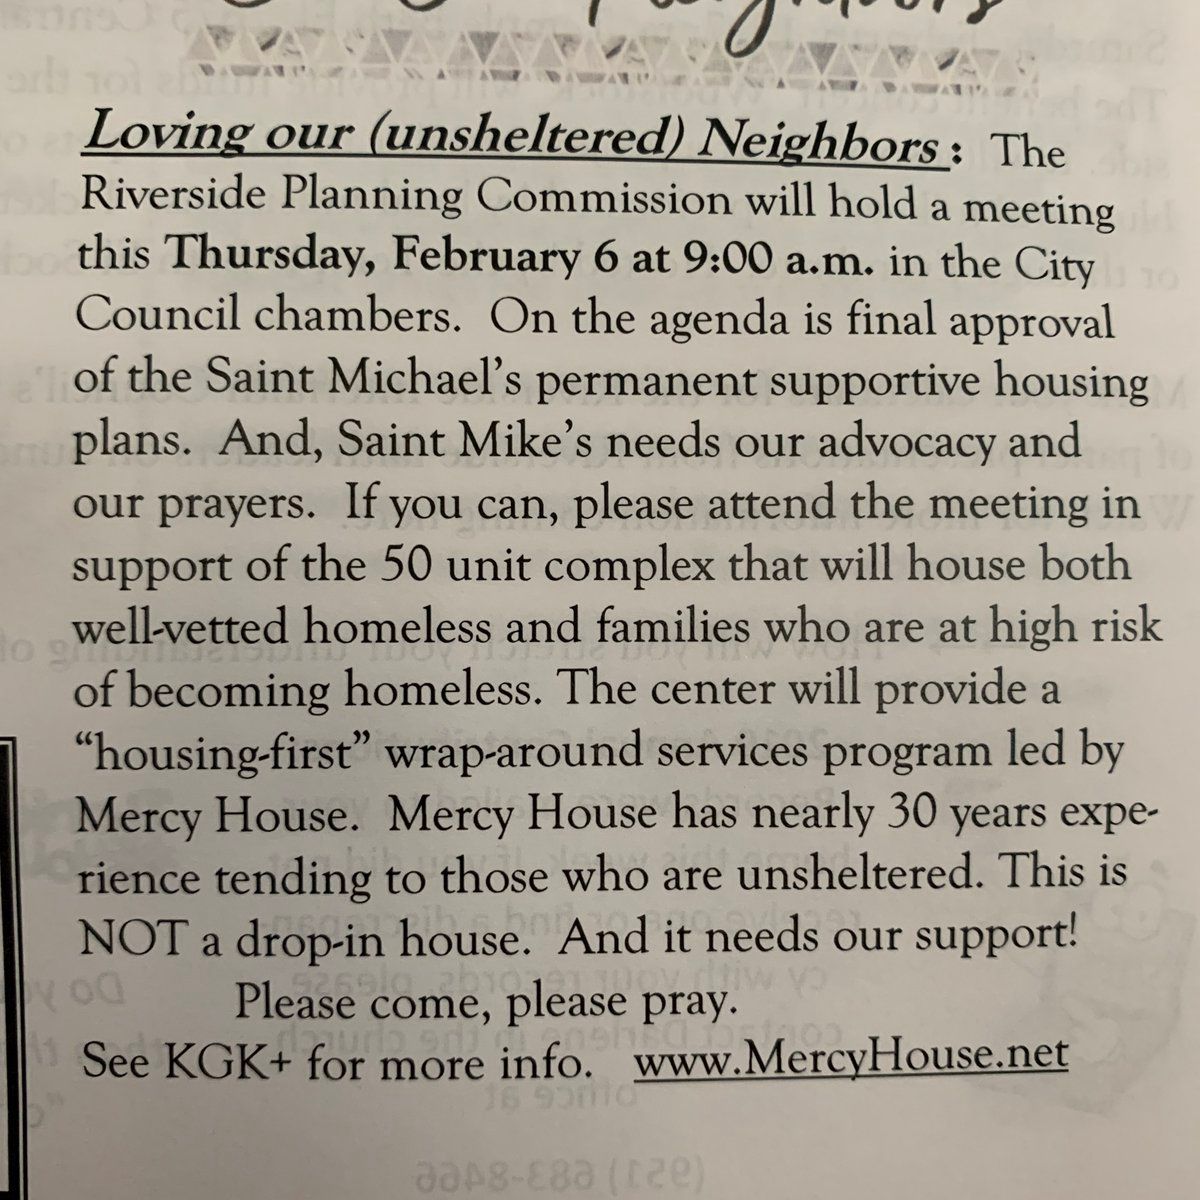 Neighbors
Loving our (unsheltered) Neighbors: The
Riverside Planning Commission will hold a meeting
this Thursday, February 6 at 9:00 a.m. in the City
Council chambers. On the agenda is final approval
of the Saint Michael's permanent supportive housing
plans. And, Saint Mike's needs our advocacy and
our prayers. If you can, please attend the meeting in
support of the 50 unit complex that will house both
well-vetted homeless and families who are at high risk
of becoming homeless. The center will provide a
“housing-first” wrap-around services program led by
Mercy House. Mercy House has nearly 30 years expe-
rience tending to those who are unsheltered. This is
NOT a drop-in house. And it needs our support!
Please come, please pray.
See KGK+ for more info. www.MercyHouse.net